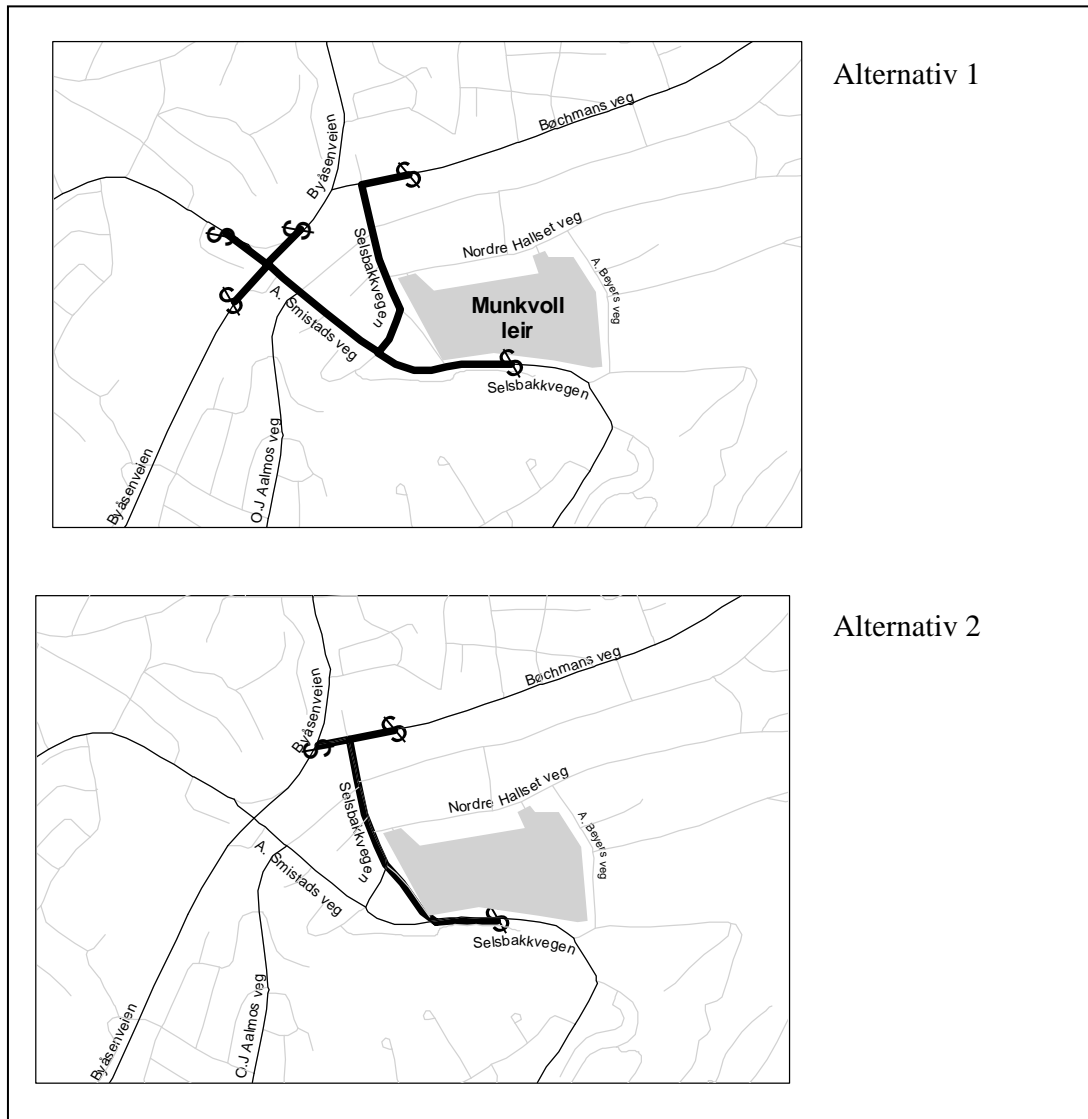 Alternativ 1
Bøchmans veg
Byåsenveien
Selsbakkvegen
Nordre Hallset veg
A. Beyers veg
Munkvoll
leir
A. Smistads veg
Selsbakkvegen
Byåsenveien
O.J Aalmos veg
Alternativ 2
Bøchmans veg
Byåsenveien
Selsbakkvegen
Nordre Hallset veg
A. Beyers veg
A. Smistads veg
Selsbakkvegen
Byåsenveien
O.J Aalmos veg